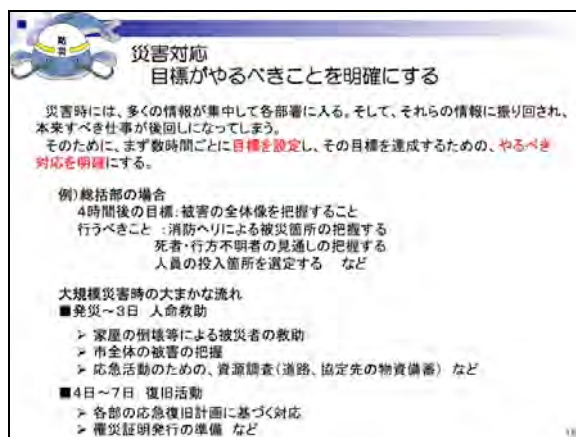 防
災
災害対応
目標がやるべきことを明確にする
災害時には、多くの情報が集中して各部署に入る。そして、それらの情報に振り回され、
本来すべき仕事が後回しになってしまう。
そのために、まず数時間ごとに目標を設定し、その目標を達成するための、やるべき
対応を明確にする。
例)総括部の場合
4時間後の目標:被害の全体像を把握すること
行うべきこと :消防ヘリによる被災箇所の把握する
死者・行方不明者の見通しの把握する
人員の投入箇所を選定する など
大規模災害時の大まかな流れ
■発災～3日 人命救助
➢ 家屋の倒壊等による被災者の救助
➢ 市全体の被害の把握
➢ 応急活動のための、資源調査(道路、協定先の物資備蓄) など
■4日～7日 復旧活動
➢ 各部の応急復旧計画に基づく対応
➢ 罹災証明発行の準備 など